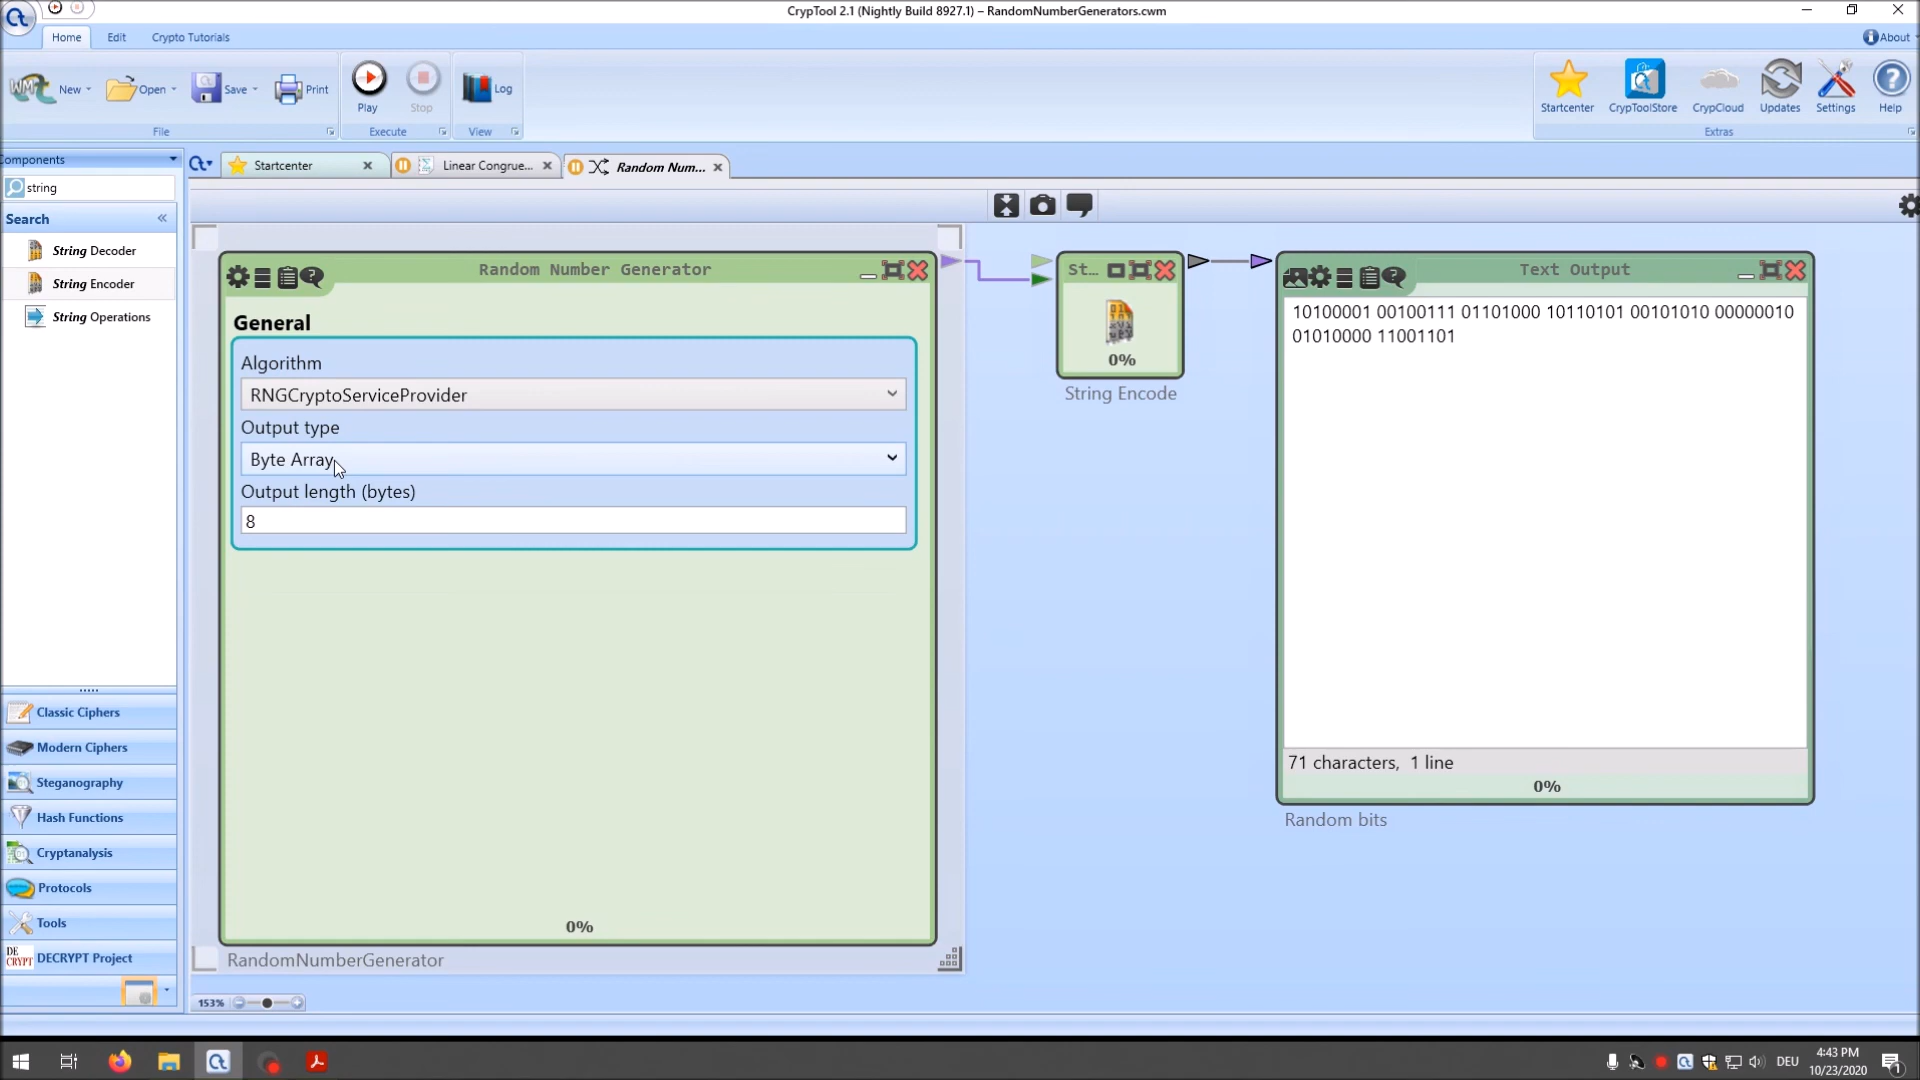 CrypTool 2.1 (Nightly Build 8927.1) – RandomNumberGenerators.cwm
Home Edit Crypto Tutorials About
New Open Save Print Play Stop Log Startcenter CrypToolStore CrypCloud Updates Settings Help
File Execute View Extras
Components Startcenter Linear Congrue... Random Num...
string
Search
String Decoder
String Encoder
String Operations
Classic Ciphers
Modern Ciphers
Steganography
Hash Functions
Cryptanalysis
Protocols
Tools
DECRYPT Project
Random Number Generator
General
Algorithm
RNGCryptoServiceProvider
Output type
Byte Array
Output length (bytes)
8
0%
RandomNumberGenerator
St...
0%
String Encode
Text Output
10100001 00100111 01101000 10110101 00101010 00000010
01010000 11001101
71 characters, 1 line
0%
Random bits
153%
DEU
4:43 PM
10/23/2020
1